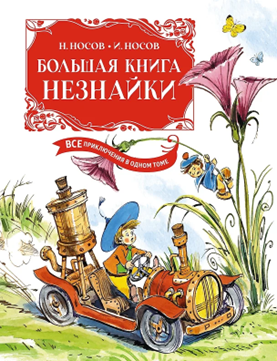 Н. НОСОВ • И. НОСОВ
БОЛЬШАЯ КНИГА
НЕЗНАЙКИ
ВСЕ ПРИКЛЮЧЕНИЯ В ОДНОМ ТОМЕ